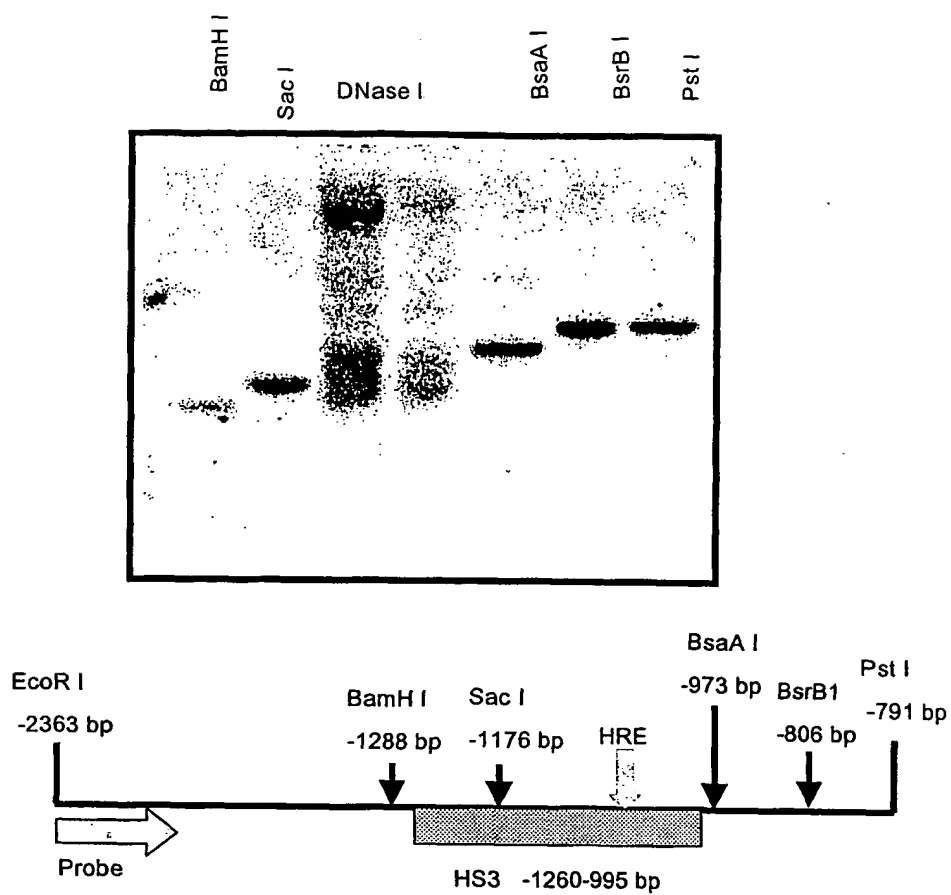 BamH I
Sac I
DNase I
BsaA I
BsrB I
Pst I
BsaA I
EcoR I
BamH I
Sac I
-973 bp
BsrB1
Pst I
-2363 bp
-1288 bp
-1176 bp
HRE
-806 bp
-791 bp
Probe
HS3 -1260-995 bp